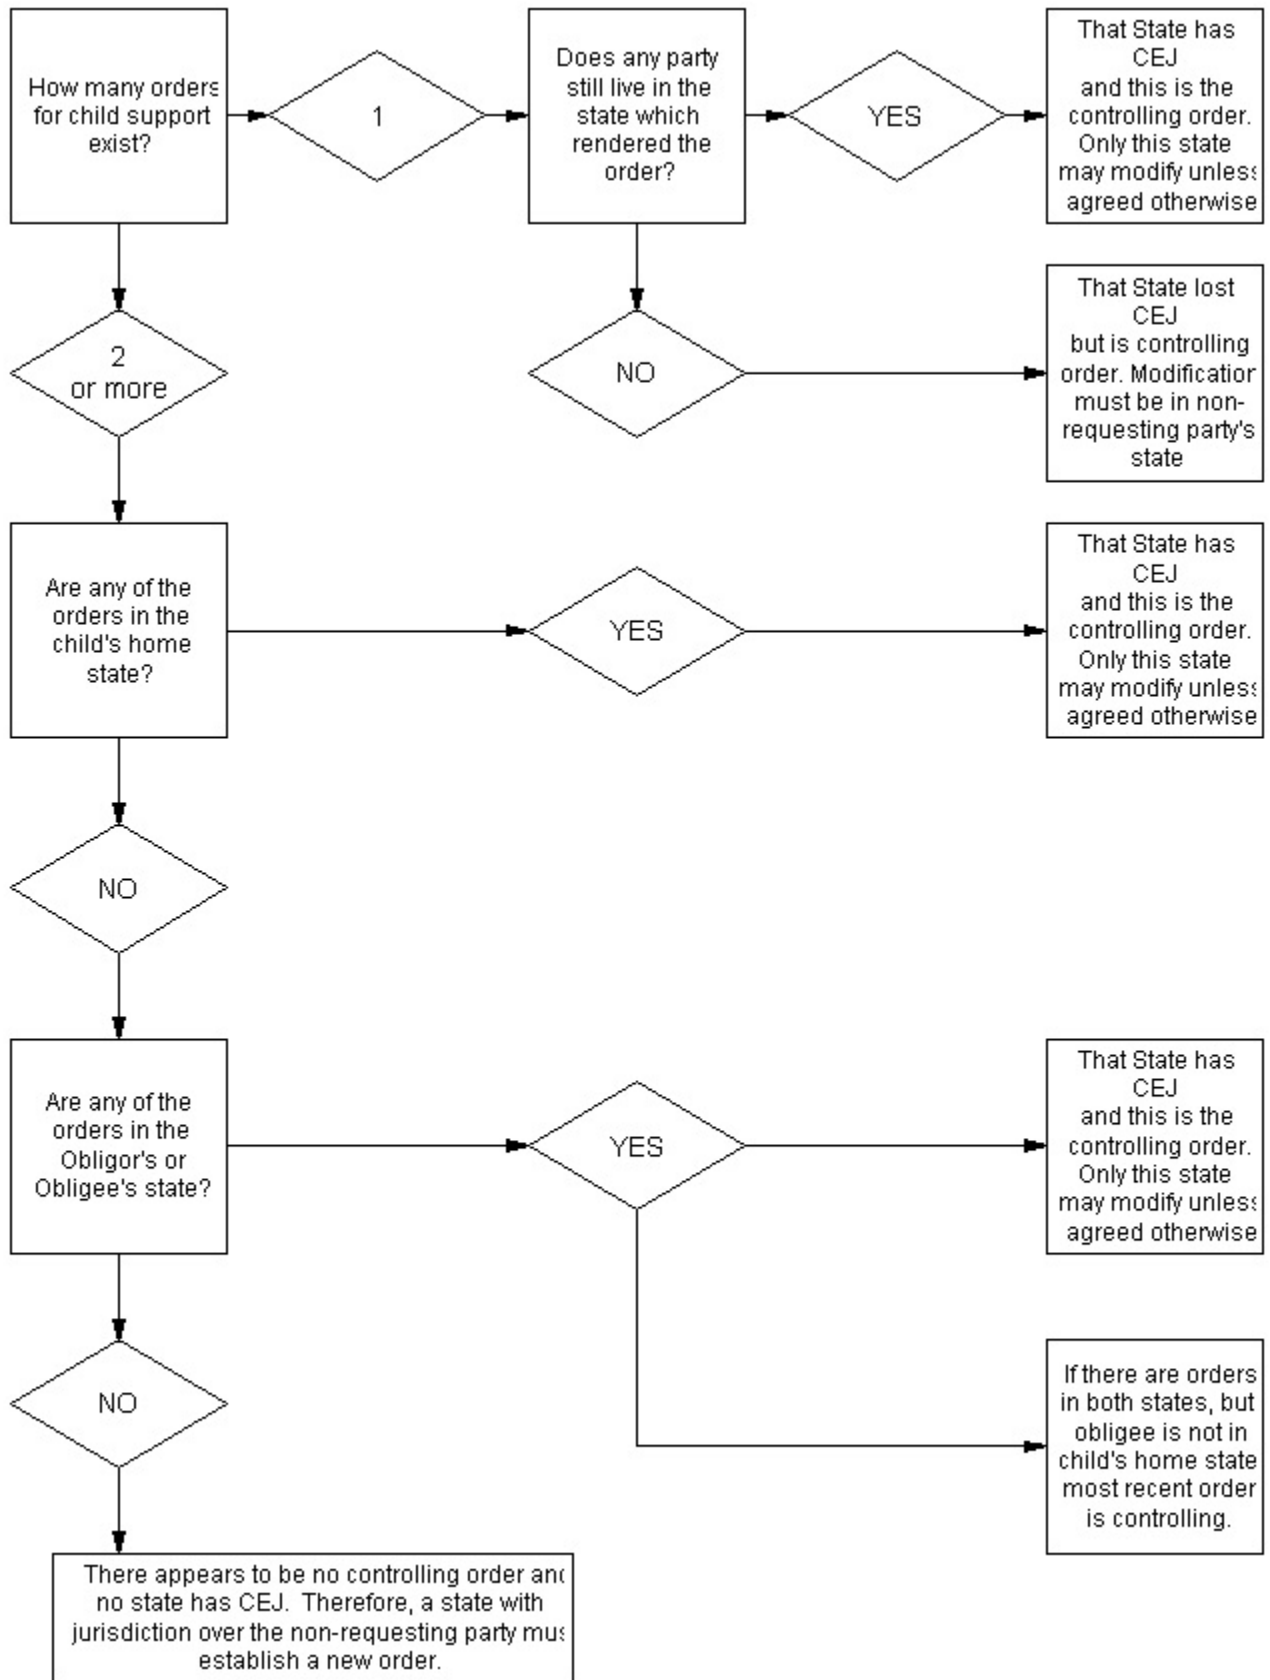 How many orders
for child support
exist?
1
Does any party
still live in the
state which
rendered the
order?
YES
That State has
CEJ
and this is the
controlling order.
Only this state
may modify unless
agreed otherwise
2
or more
NO
That State lost
CEJ
but is controlling
order. Modification
must be in non-
requesting party's
state
Are any of the
orders in the
child's home
state?
YES
That State has
CEJ
and this is the
controlling order.
Only this state
may modify unless
agreed otherwise
NO
Are any of the
orders in the
Obligor's or
Obligee's state?
YES
That State has
CEJ
and this is the
controlling order.
Only this state
may modify unless
agreed otherwise
NO
If there are orders
in both states, but
obligee is not in
child's home state
most recent order
is controlling.
There appears to be no controlling order and
no state has CEJ.  Therefore, a state with
jurisdiction over the non-requesting party mus
establish a new order.